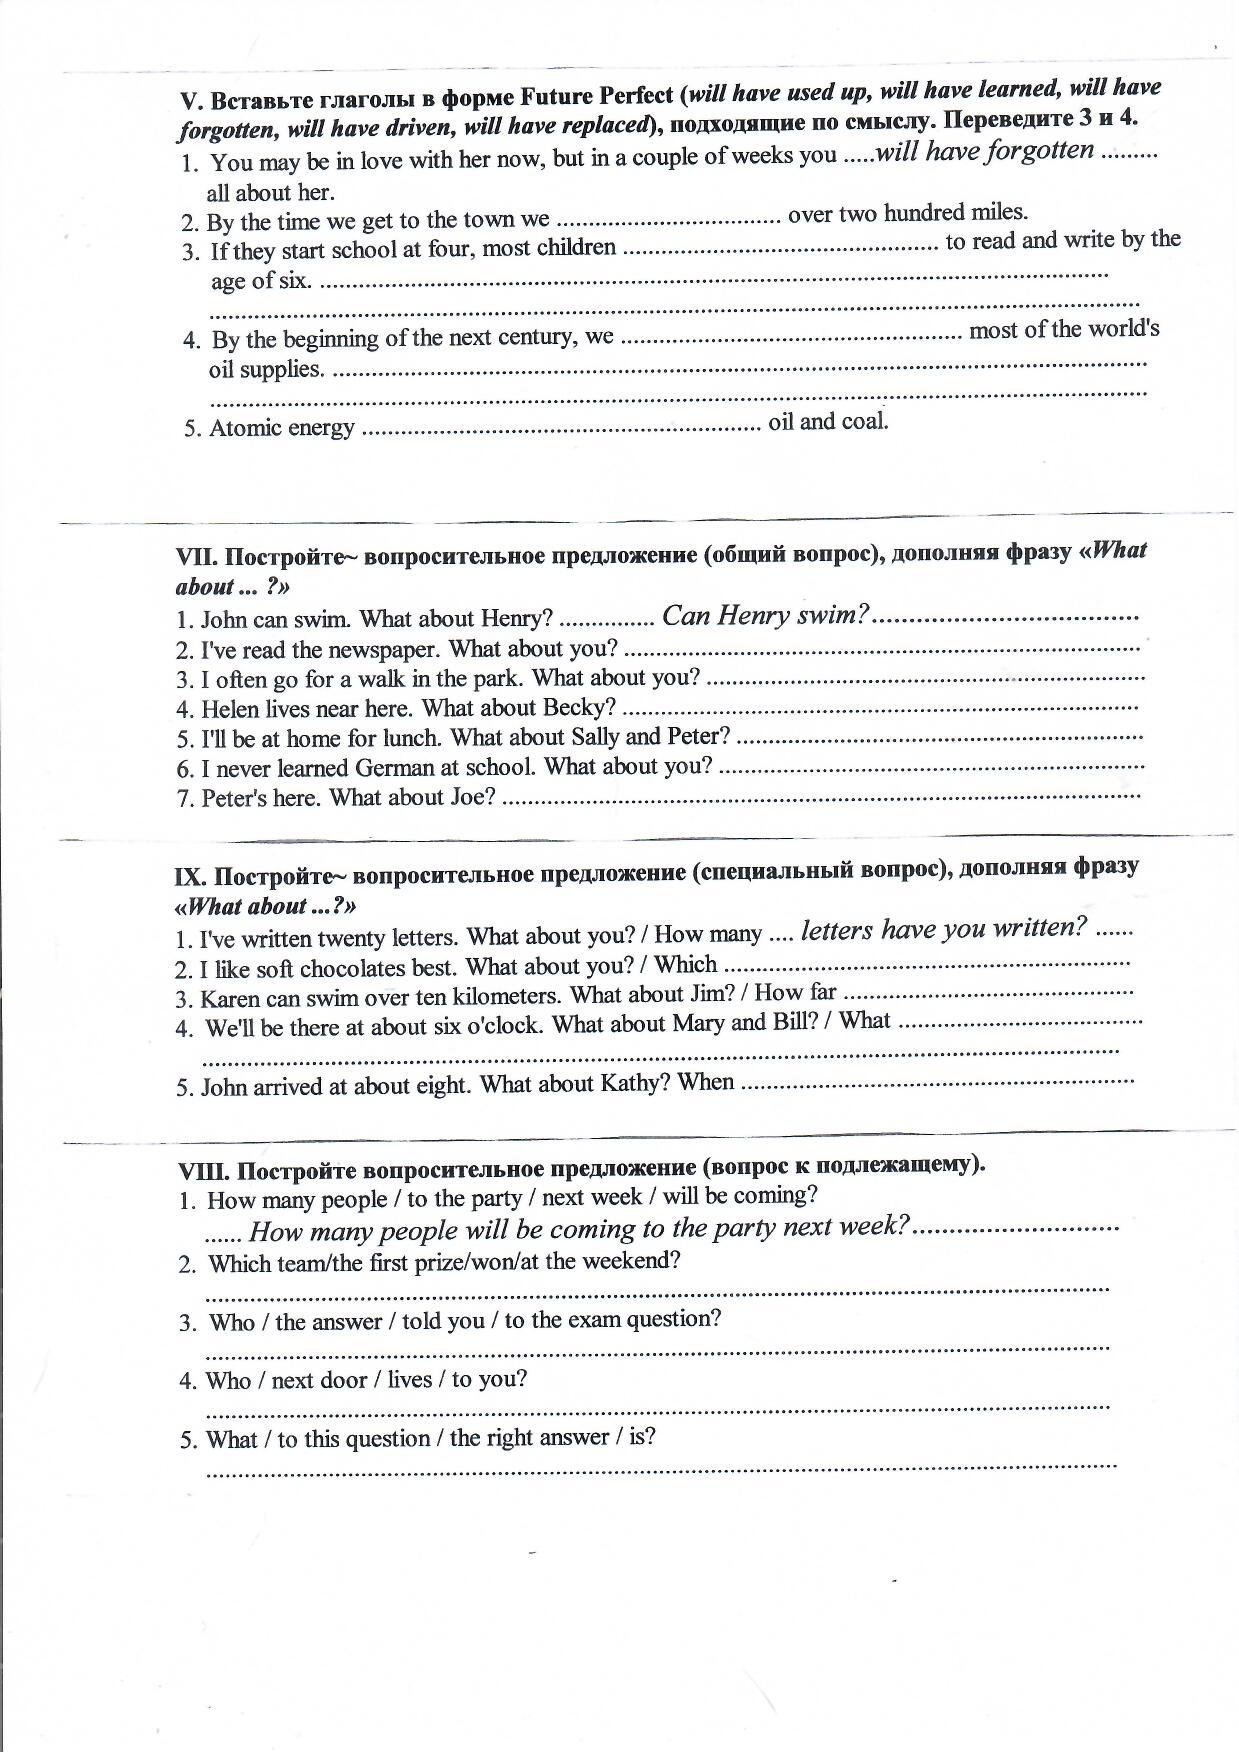 V. Вставьте глаголы в форме Future Perfect (will have used up, will have learned, will have
forgotten, will have driven, will have replaced), подходящие по смыслу. Переведите 3 и 4.
1. You may be in love with her now, but in a couple of weeks you .....will have forgotten .........
all about her.
2. By the time we get to the town we .................................... over two hundred miles.
3. If they start school at four, most children .................................................. to read and write by the
age of six. ..............................................................................................................................
....................................................................................................................................................
4. By the beginning of the next century, we ...................................................... most of the world's
oil supplies. .................................................................................................................................
....................................................................................................................................................
5. Atomic energy ............................................................... oil and coal.
VII. Постройте~ вопросительное предложение (общий вопрос), дополняя фразу «What
about ... ?»
1. John can swim. What about Henry? ............... Can Henry swim?..........................................
2. I've read the newspaper. What about you? ..................................................................................
3. I often go for a walk in the park. What about you? .....................................................................
4. Helen lives near here. What about Becky? ..................................................................................
5. I'll be at home for lunch. What about Sally and Peter? ................................................................
6. I never learned German at school. What about you? ...................................................................
7. Peter's here. What about Joe? .....................................................................................................
IX. Постройте~ вопросительное предложение (специальный вопрос), дополняя фразу
«What about ...?»
1. I've written twenty letters. What about you? / How many .... letters have you written? ......
2. I like soft chocolates best. What about you? / Which ................................................................
3. Karen can swim over ten kilometers. What about Jim? / How far ..............................................
4. We'll be there at about six o'clock. What about Mary and Bill? / What .......................................
..................................................................................................................................................
5. John arrived at about eight. What about Kathy? When ..............................................................
VIII. Постройте вопросительное предложение (вопрос к подлежащему).
1. How many people / to the party / next week / will be coming?
...... How many people will be coming to the party next week?.................................
2. Which team/the first prize/won/at the weekend?
................................................................................................................................................
3. Who / the answer / told you / to the exam question?
................................................................................................................................................
4. Who / next door / lives / to you?
................................................................................................................................................
5. What / to this question / the right answer / is?
................................................................................................................................................